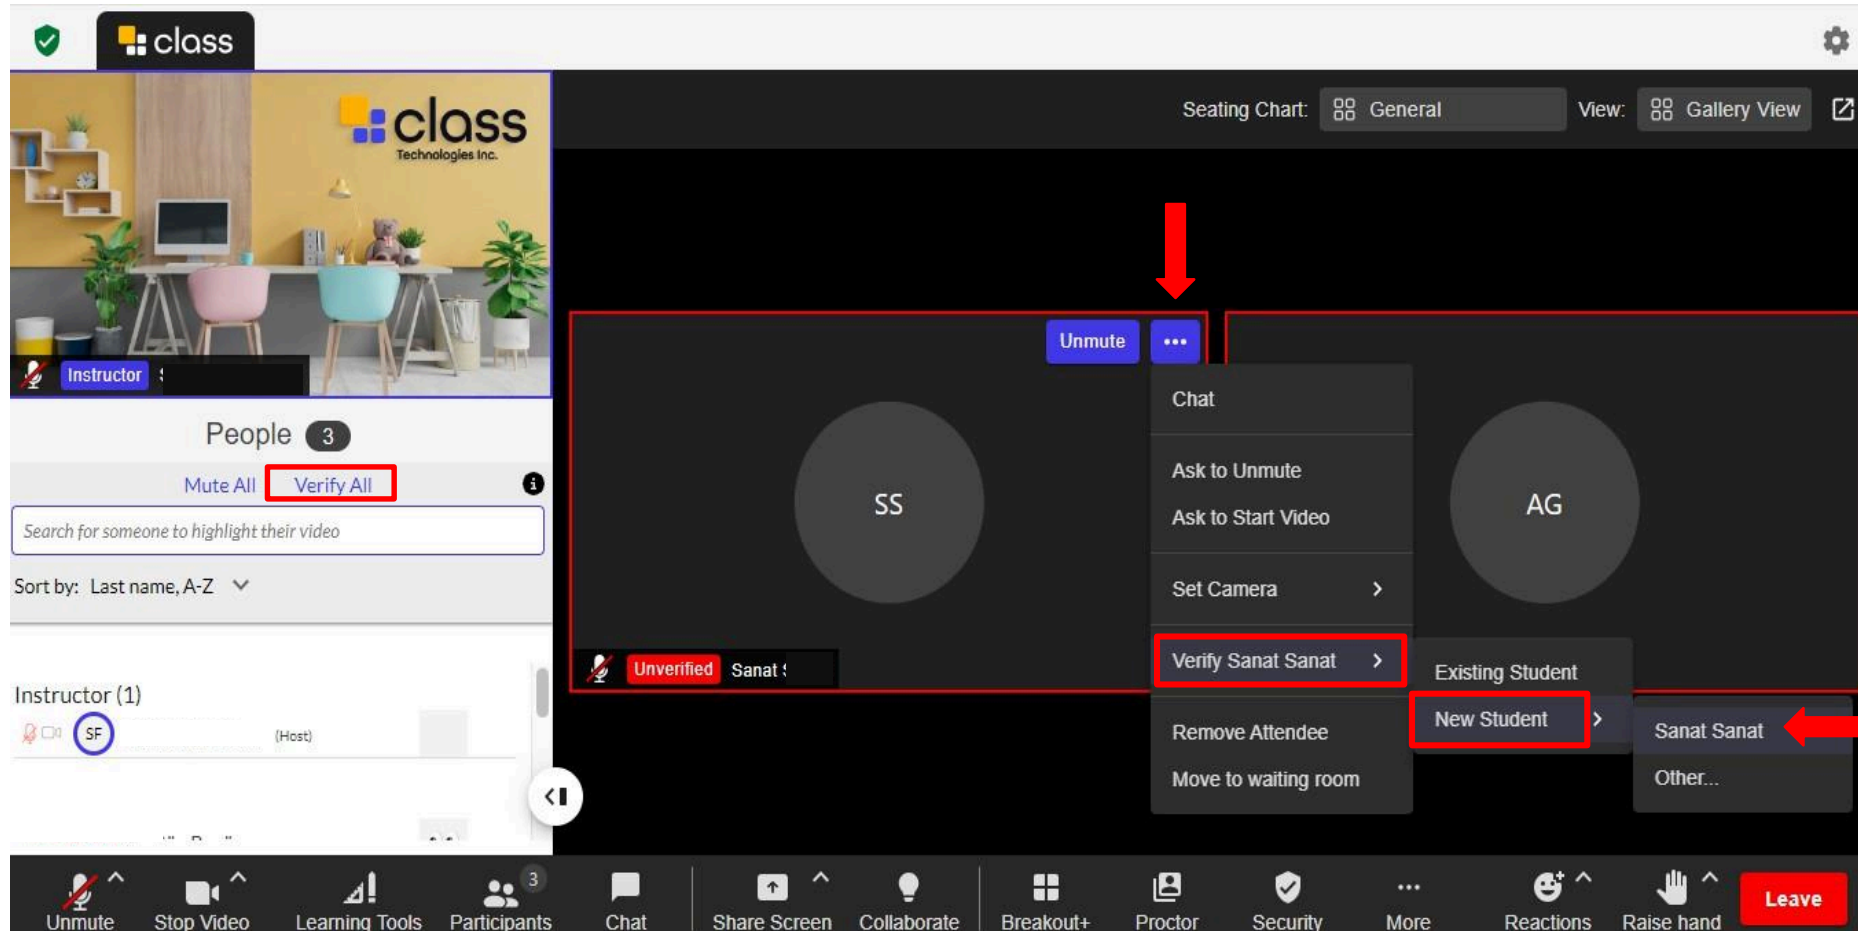 class
class
Technologies Inc.
Seating Chart: General
View: Gallery View
Instructor
People 3
Mute All
Verify All
Search for someone to highlight their video
Sort by: Last name, A-Z
Instructor (1)
SF
(Host)
Unmute
SS
Unverified Sanat
AG
Chat
Ask to Unmute
Ask to Start Video
Set Camera
Verify Sanat Sanat
Remove Attendee
Move to waiting room
Existing Student
New Student
Sanat Sanat
Other...
Unmute
Stop Video
Learning Tools
Participants
3
Chat
Share Screen
Collaborate
Breakout+
Proctor
Security
More
Reactions
Raise hand
Leave